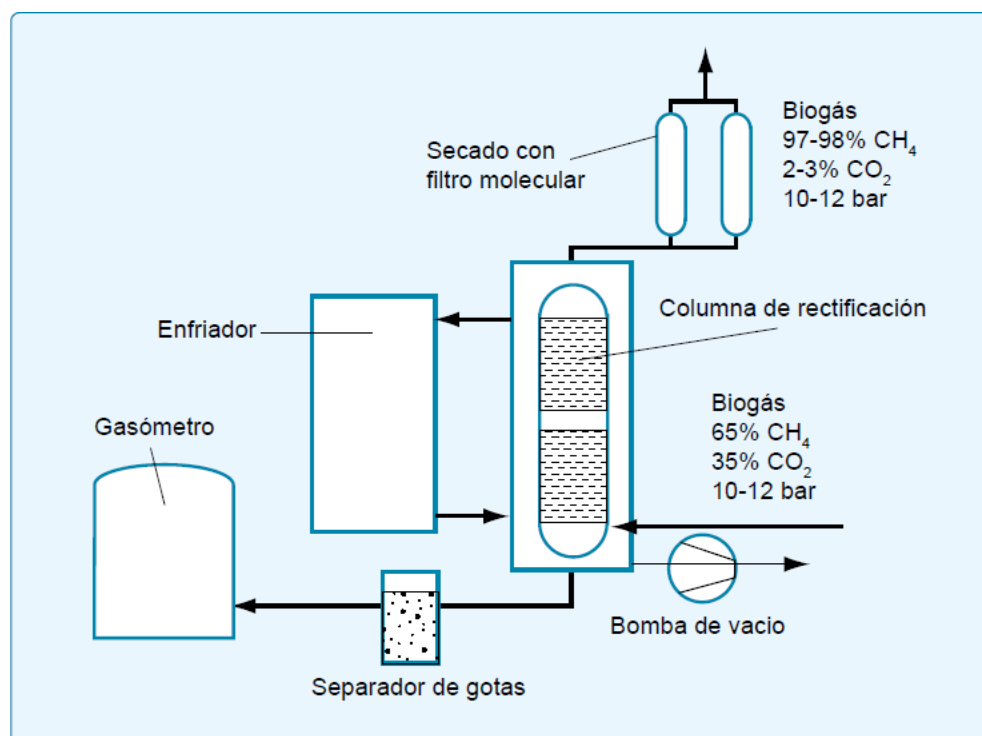 Biogás
97-98% CH₄
2-3% CO₂
10-12 bar
Secado con
filtro molecular
Columna de rectificación
Enfriador
Biogás
65% CH₄
35% CO₂
10-12 bar
Gasómetro
Bomba de vacio
Separador de gotas